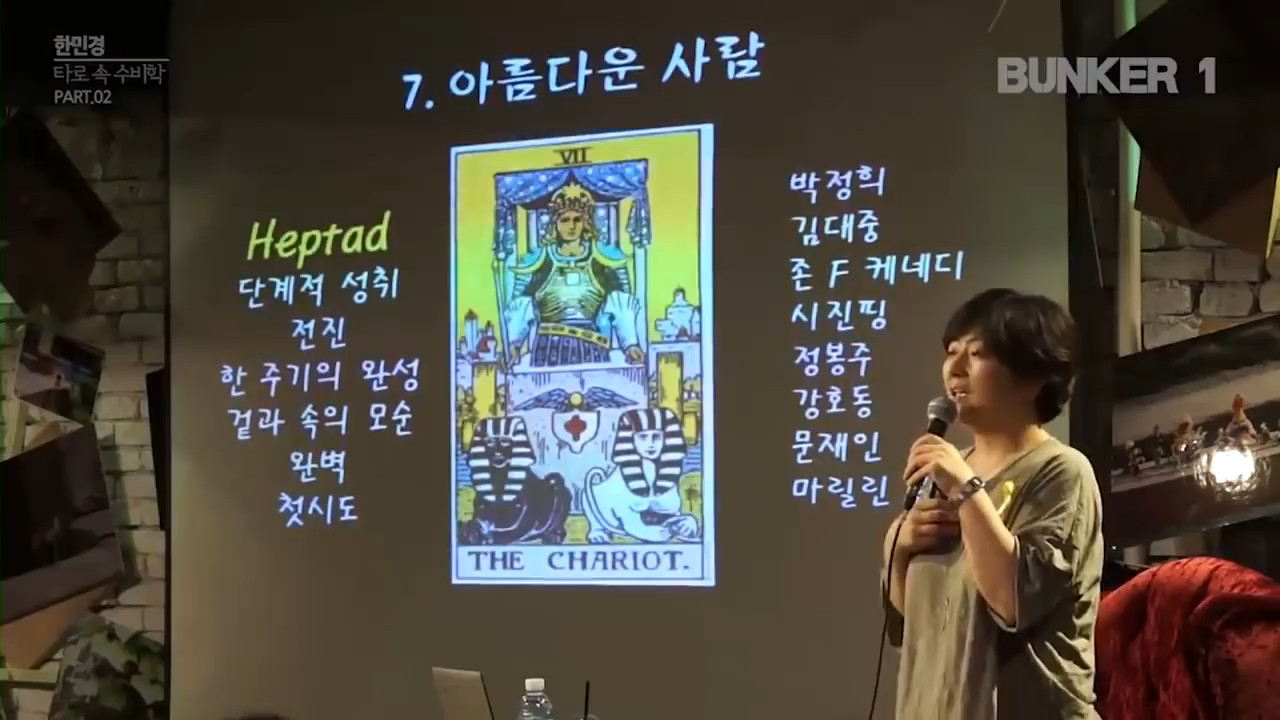 한민경
타로 속 수비학
PART.02
BUNKER 1
7. 아름다운 사람
Heptad
단계적 성취
전진
한 주기의 완성
겉과 속의 모순
완벽
첫시도
VII
THE CHARIOT.
박정희
김대중
존 F 케네디
시진핑
정봉주
강호동
문재인
마릴린